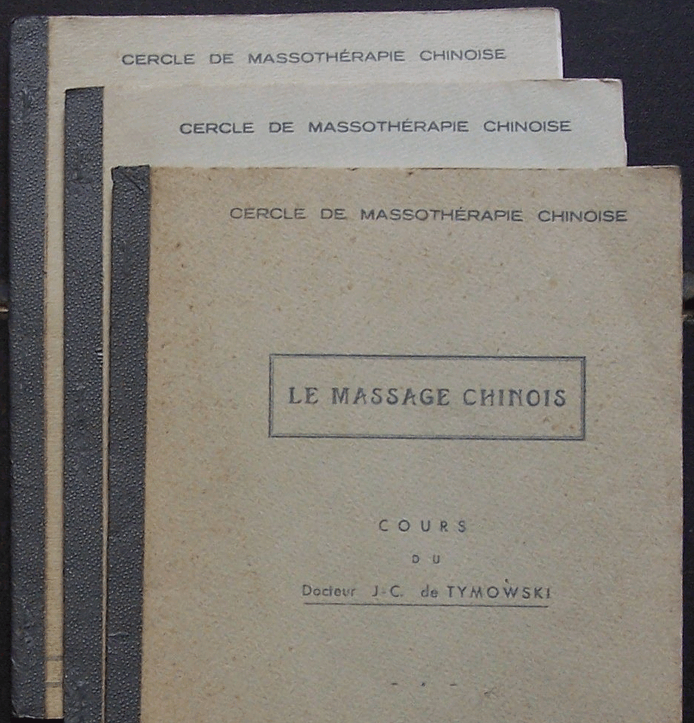 CERCLE DE MASSOTHÉRAPIE CHINOISE
CERCLE DE MASSOTHÉRAPIE CHINOISE
CERCLE DE MASSOTHÉRAPIE CHINOISE
LE MASSAGE CHINOIS
COURS
DU
Docteur J-C. de TYMOWSKI